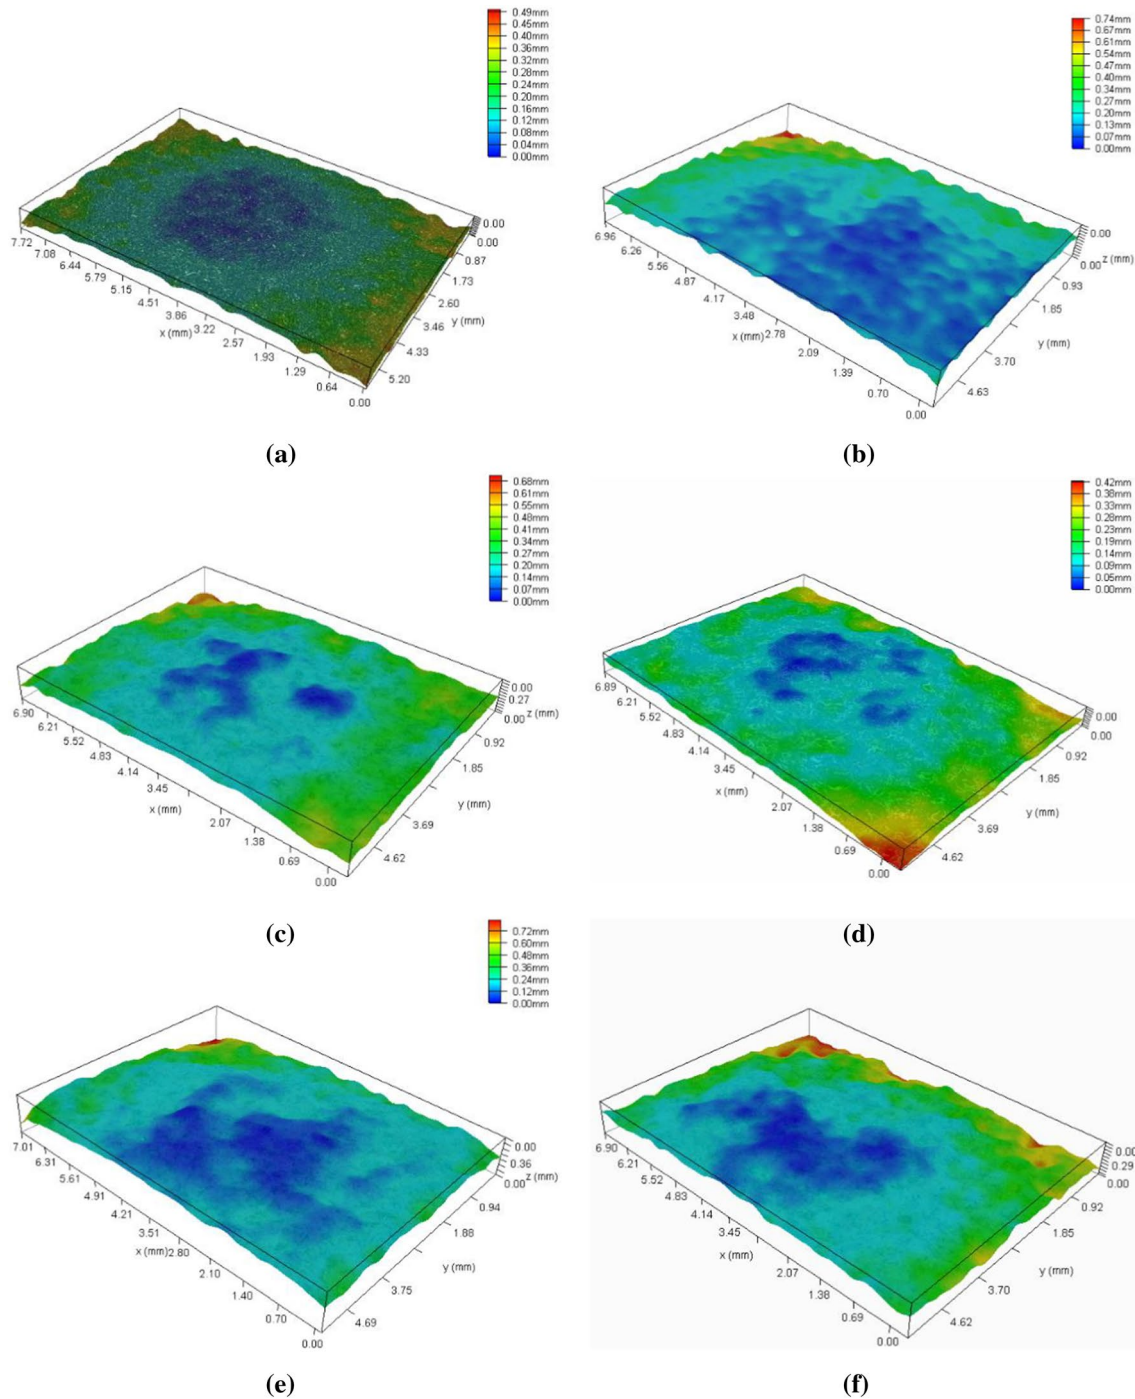 0.49mm
0.45mm
0.40mm
0.36mm
0.32mm
0.28mm
0.24mm
0.20mm
0.16mm
0.12mm
0.08mm
0.04mm
0.00mm
0.00
0.00
0.87
1.73
2.60
y (mm)
3.46
4.33
5.20
7.72
7.08
6.44
5.79
5.15
4.51
3.86
x (mm)
3.22
2.57
1.93
1.29
0.64
0.00
(a)
0.74mm
0.67mm
0.61mm
0.54mm
0.47mm
0.40mm
0.34mm
0.27mm
0.20mm
0.13mm
0.07mm
0.00mm
0.00
0.00 z (mm)
0.93
1.85
y (mm)
3.70
4.63
6.96
6.26
5.56
4.87
4.17
3.48
x (mm)
2.78
2.09
1.39
0.70
0.00
(b)
0.68mm
0.61mm
0.55mm
0.48mm
0.41mm
0.34mm
0.27mm
0.20mm
0.14mm
0.07mm
0.00mm
0.00
0.27
0.00 z (mm)
0.92
1.85
y (mm)
3.69
4.62
6.90
6.21
5.52
4.83
4.14
3.45
x (mm)
2.07
1.38
0.69
0.00
(c)
0.42mm
0.38mm
0.33mm
0.28mm
0.23mm
0.19mm
0.14mm
0.09mm
0.05mm
0.00mm
0.00
0.00
0.92
1.85
y (mm)
3.69
4.62
6.89
6.21
5.52
4.83
4.14
3.45
x (mm)
2.07
1.38
0.69
0.00
(d)
0.72mm
0.60mm
0.48mm
0.36mm
0.24mm
0.12mm
0.00mm
0.00
0.36
0.00 z (mm)
0.94
1.88
y (mm)
3.75
4.69
7.01
6.31
5.61
4.91
4.21
3.51
x (mm)
2.80
2.10
1.40
0.70
0.00
(e)
0.00
0.29
0.00
0.92
1.85
y (mm)
3.70
4.62
6.90
6.21
5.52
4.83
4.14
3.45
x (mm)
2.07
1.38
0.69
0.00
(f)